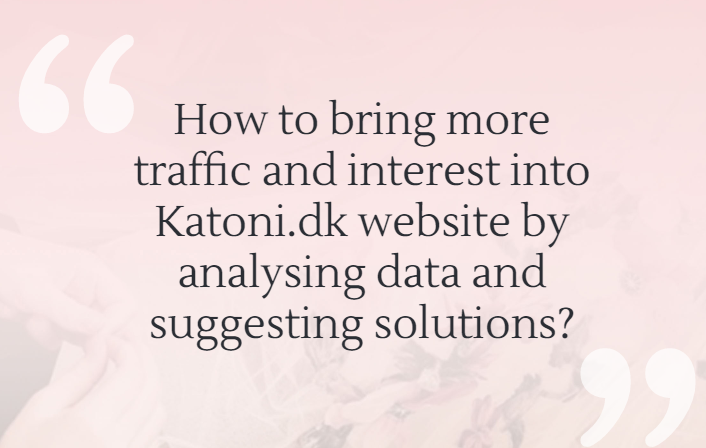 “
How to bring more
traffic and interest into
Katoni.dk website by
analysing data and
suggesting solutions?
”